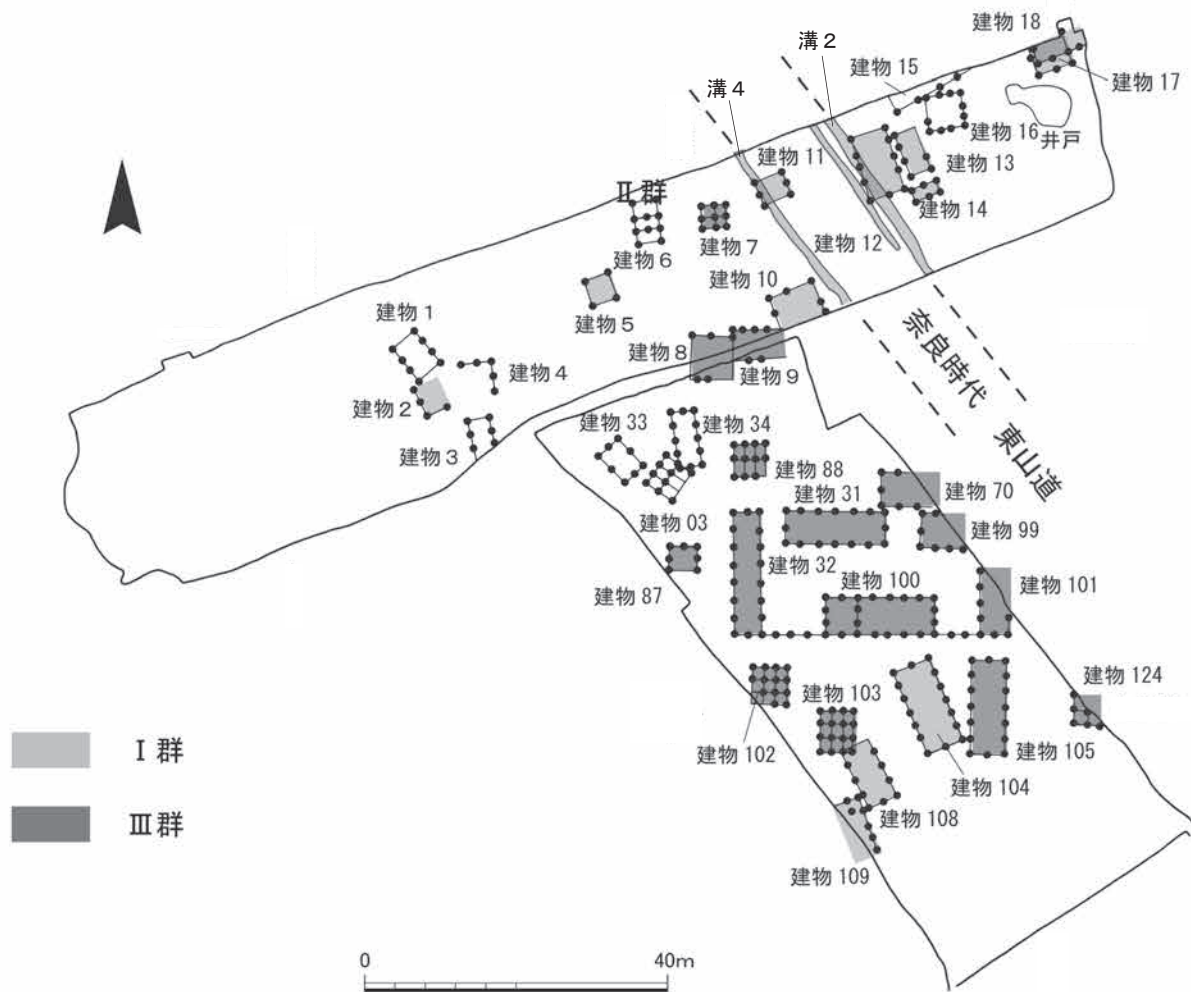 建物 18
溝２
建物 15
建物 17
溝４
建物 16
井戸
建物 11
建物 13
Ⅱ群
建物 14
建物 7
建物 12
建物 6
建物 10
建物 5
建物 1
建物 8
奈良時代　東山道
建物 4
建物 9
建物 2
建物 33
建物 34
建物 3
建物 88
建物 31
建物 70
建物 03
建物 99
建物 32
建物 100
建物 101
建物 87
建物 124
建物 103
建物 102
建物 105
建物 104
建物 108
建物 109
Ⅰ 群
Ⅲ 群
0
40m